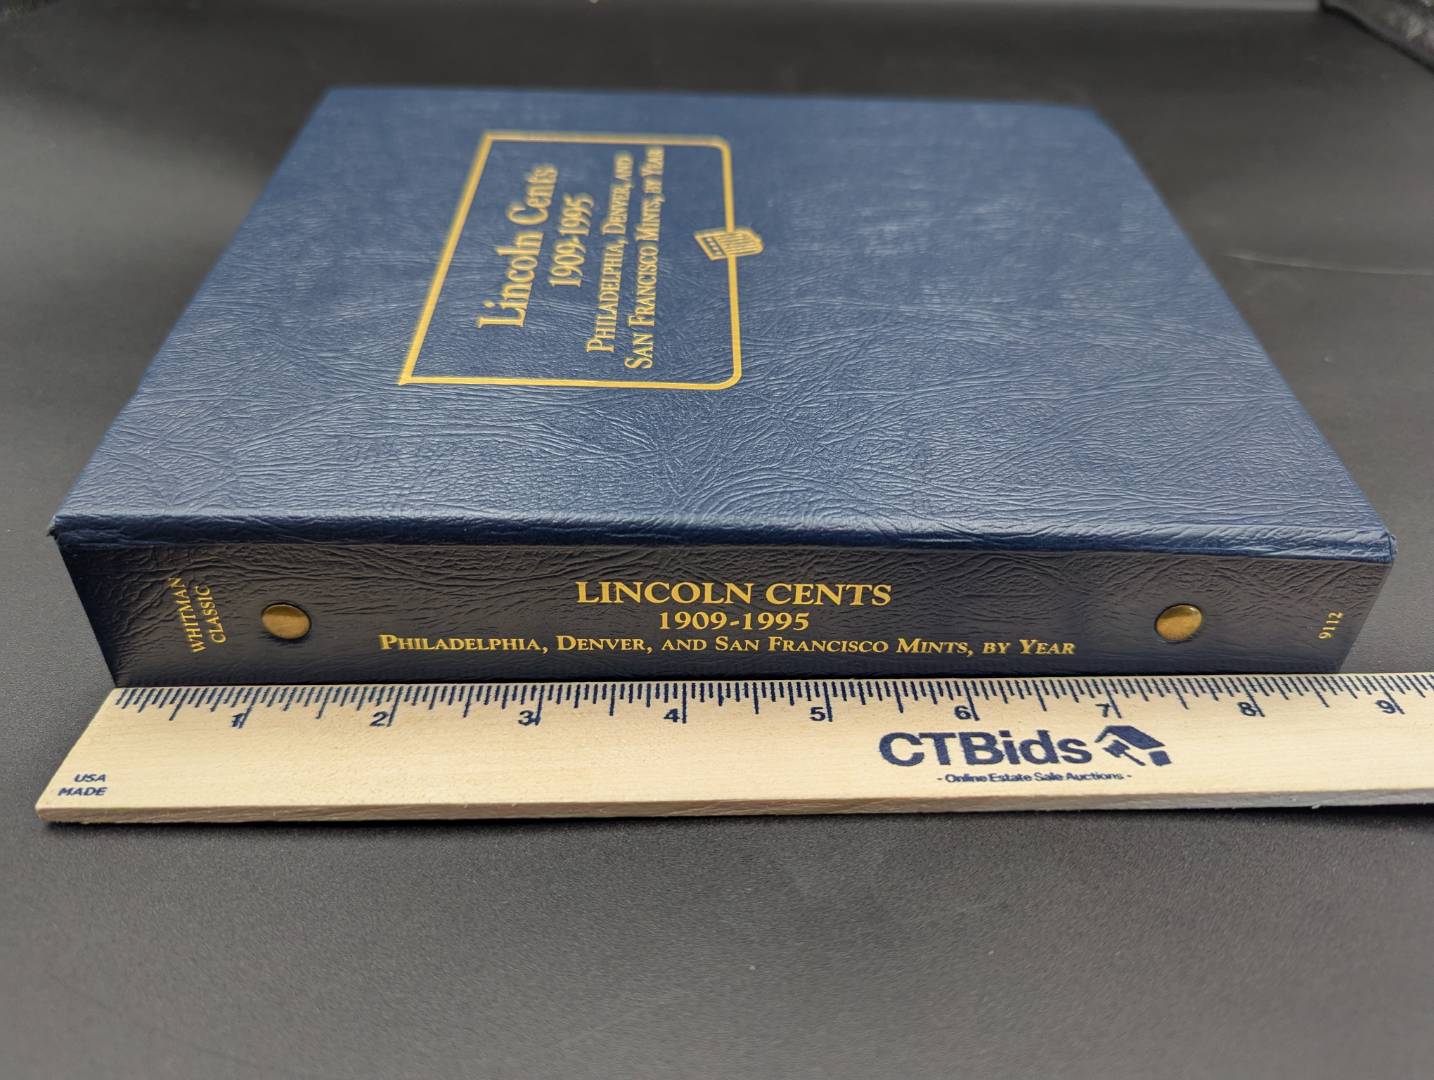 Lincoln Cents
1909-1995
PHILADELPHIA, DENVER, AND
SAN FRANCISCO MINTS, BY YEAR
WHITMAN
CLASSIC
LINCOLN CENTS
1909-1995
PHILADELPHIA, DENVER, AND SAN FRANCISCO MINTS, BY YEAR
9112
1 2 3 4 5 6 7 8 9
CTBids
- Online Estate Sale Auctions -
USA
MADE